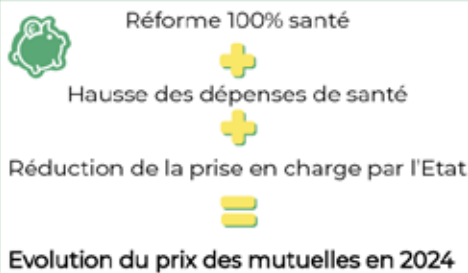 Réforme 100% santé
+
Hausse des dépenses de santé
+
Réduction de la prise en charge par l'Etat
=
Evolution du prix des mutuelles en 2024